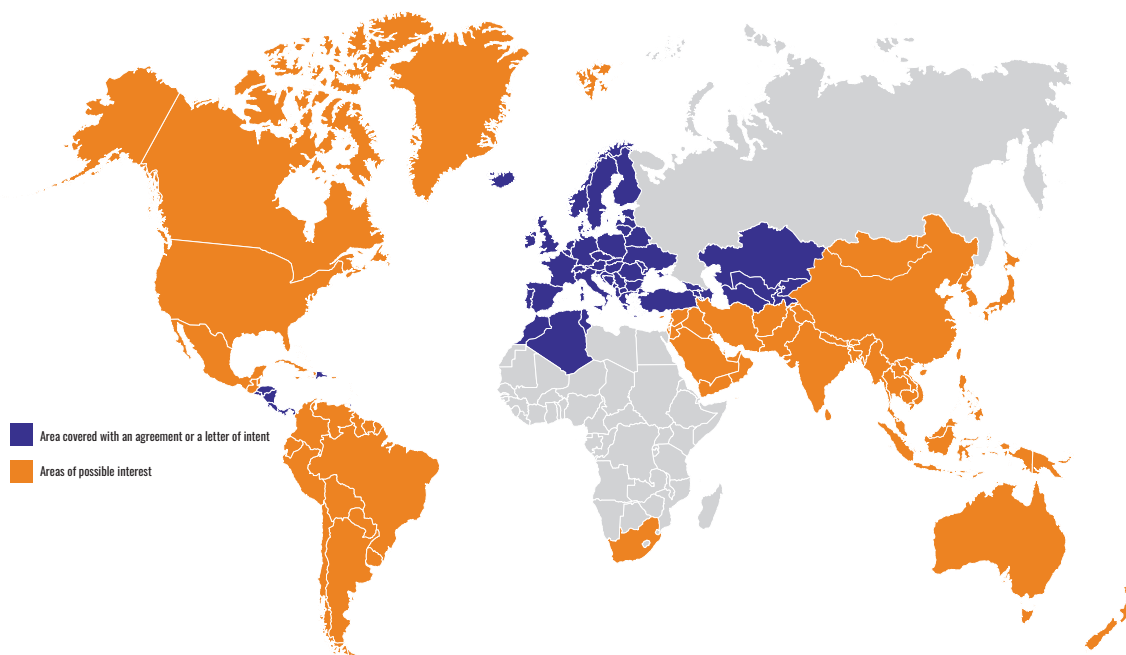 Area covered with an agreement or a letter of intent
Areas of possible interest